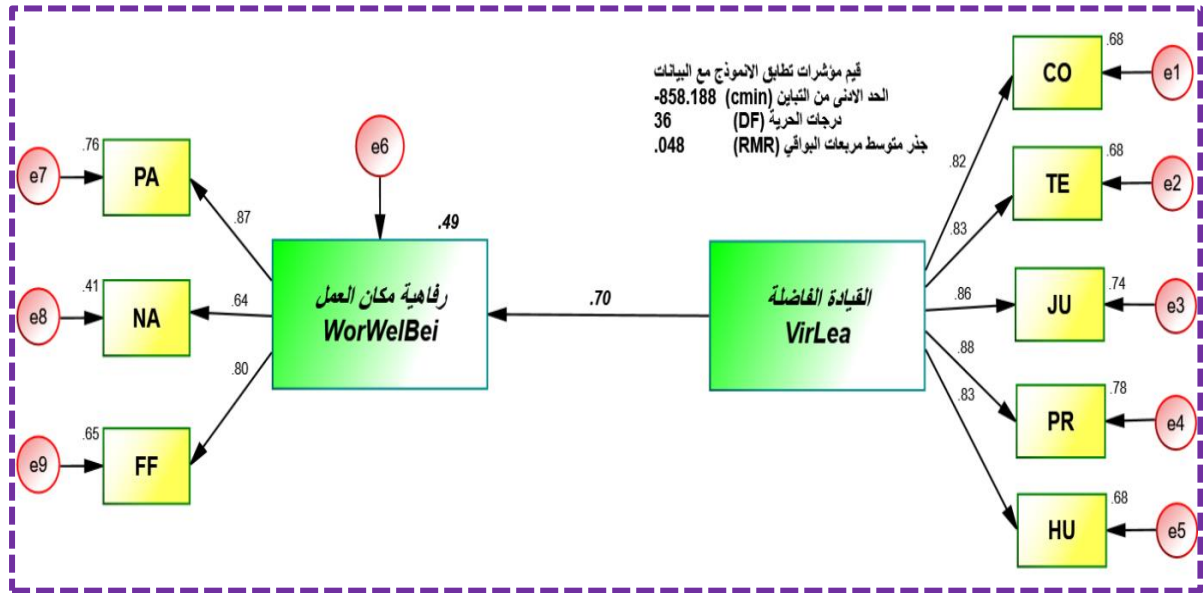 قيم مؤشرات تطابق الانموذج مع البيانات
الحد الادنى من التباين (cmin) 858.188-
درجات الحرية (DF) 36
جذر متوسط مربعات البواقي (RMR) .048
.68
CO
e1
.82
.68
TE
e2
.83
.74
JU
e3
.86
.78
PR
e4
.88
.68
HU
e5
.83
القيادة الفاضلة
VirLea
.70
e6
.49
رفاهية مكان العمل
WorWelBei
.76
e7
PA
.87
.41
e8
NA
.64
.65
e9
FF
.80